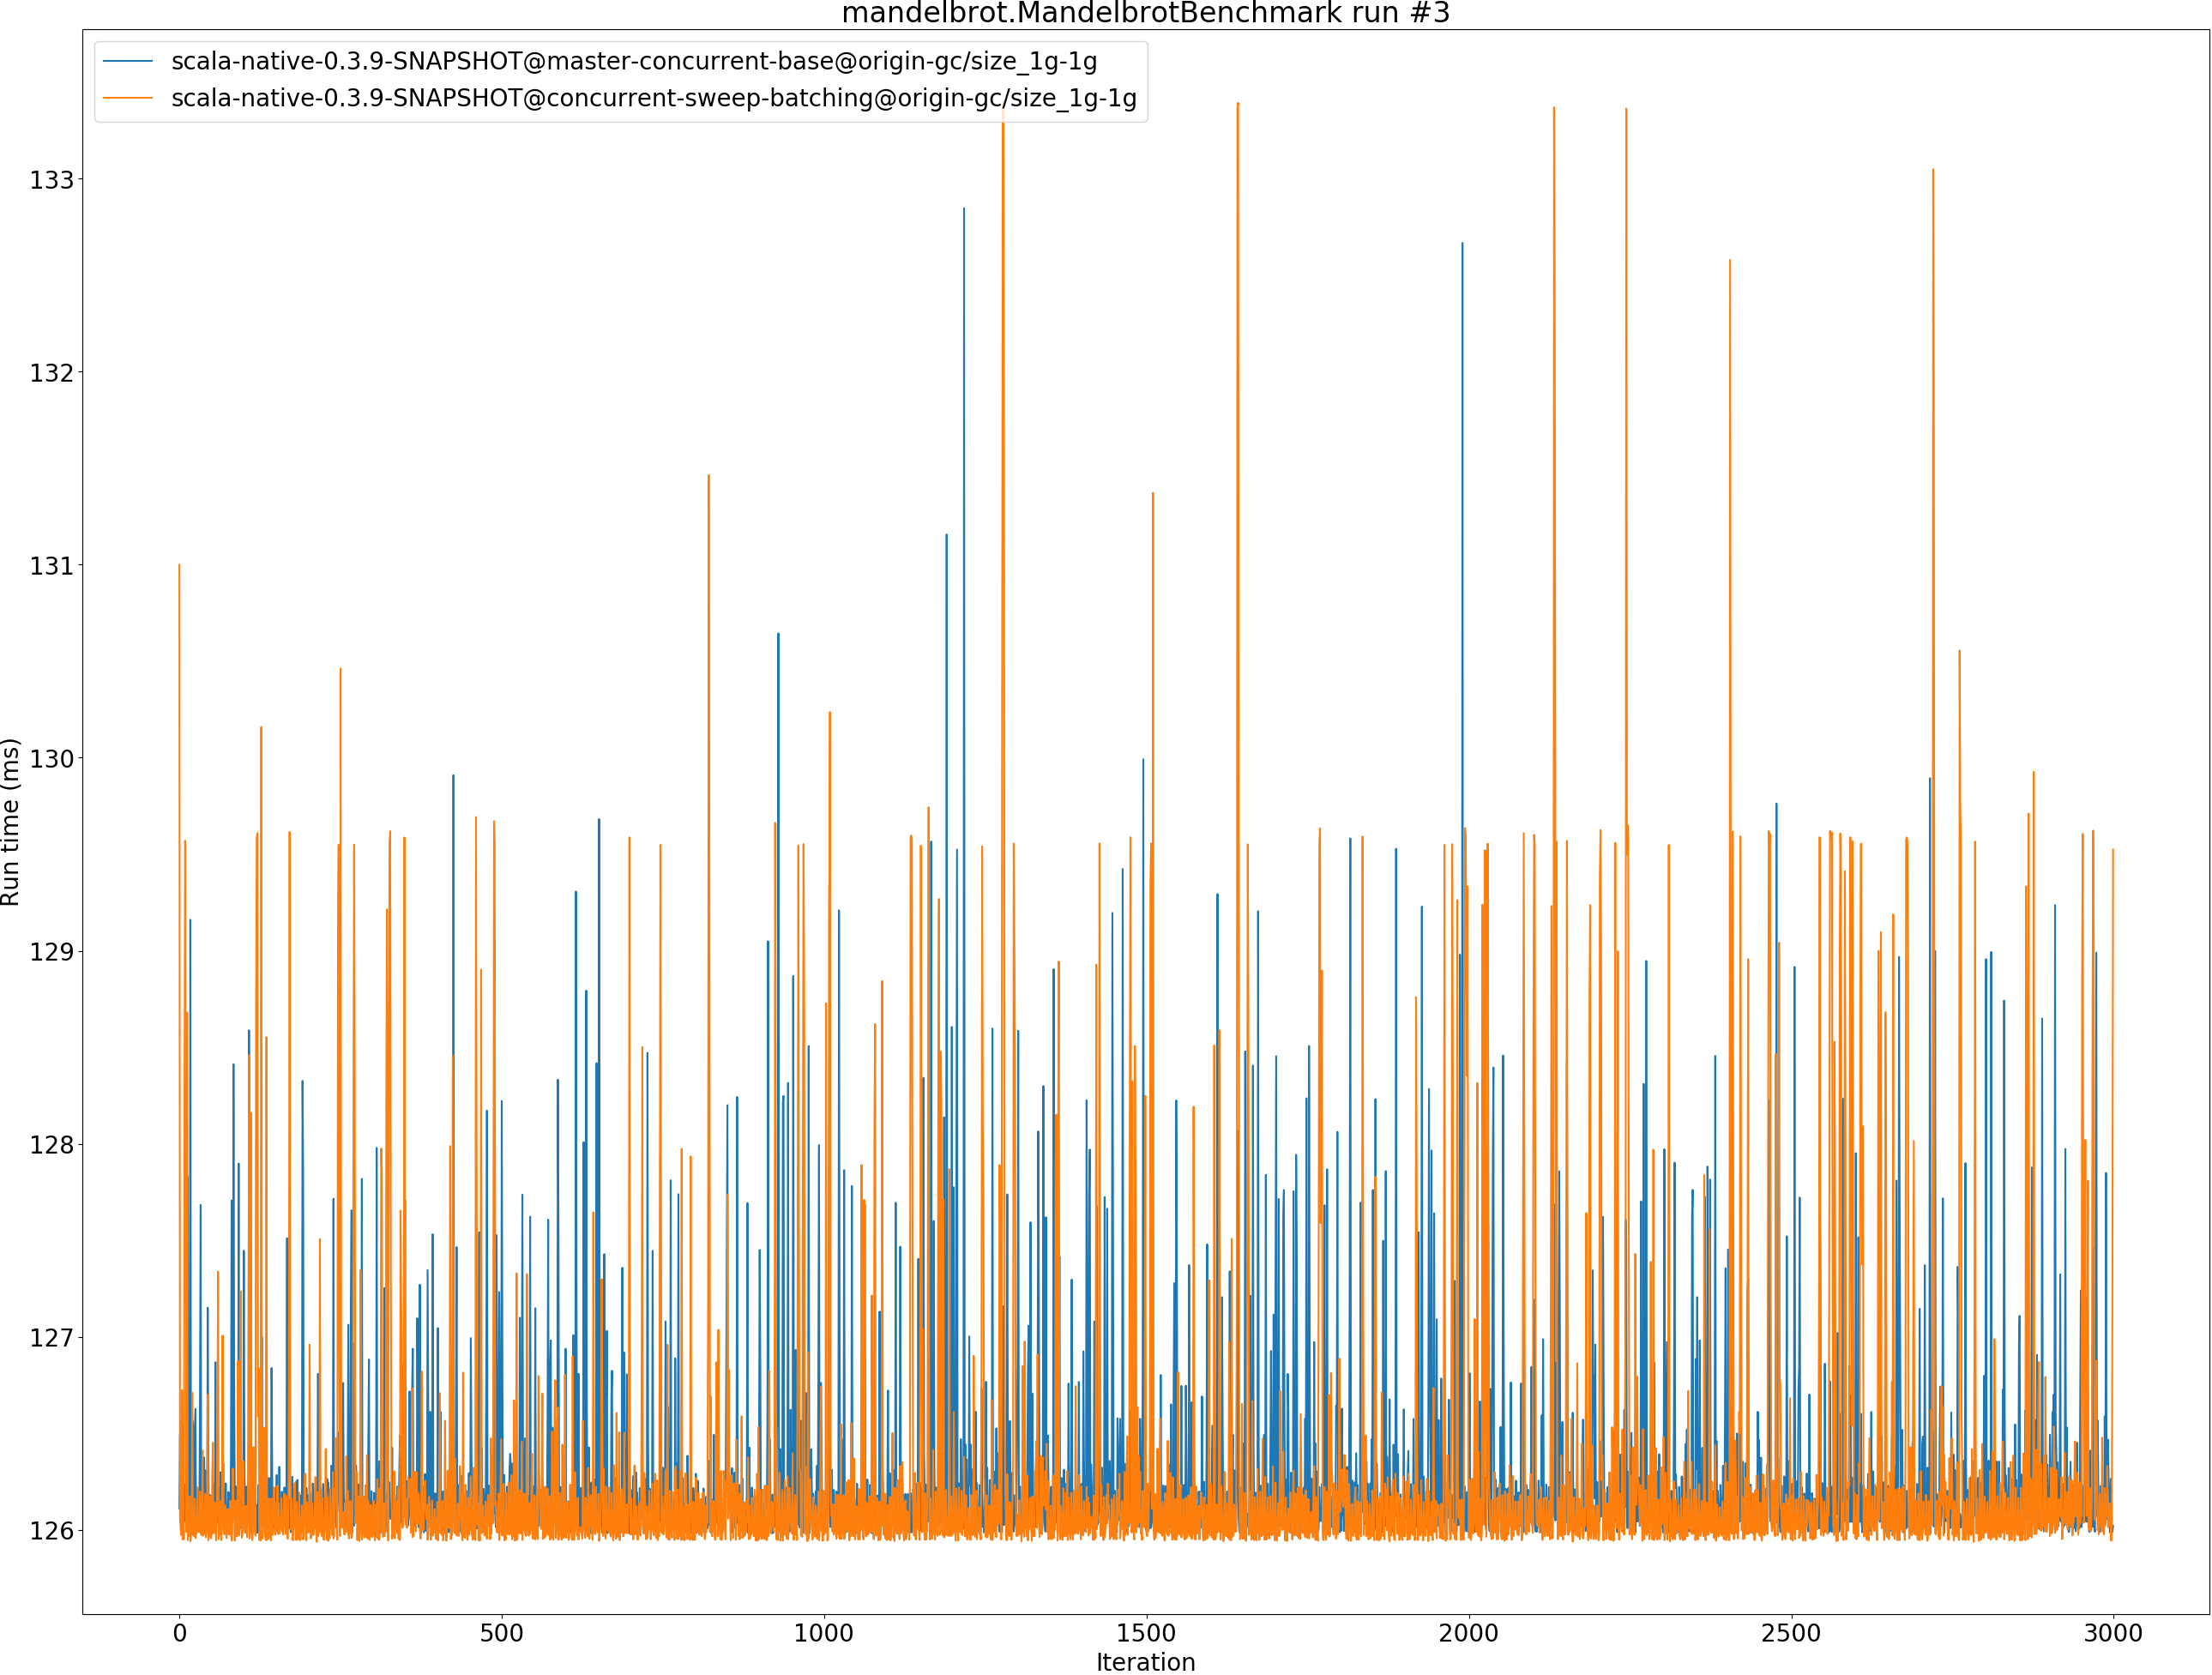 mandelbrot.MandelbrotBenchmark run #3
scala-native-0.3.9-SNAPSHOT@master-concurrent-base@origin-gc/size_1g-1g
scala-native-0.3.9-SNAPSHOT@concurrent-sweep-batching@origin-gc/size_1g-1g
133
132
131
130
129
128
127
126
Run time (ms)
0 500 1000 1500 2000 2500 3000
Iteration